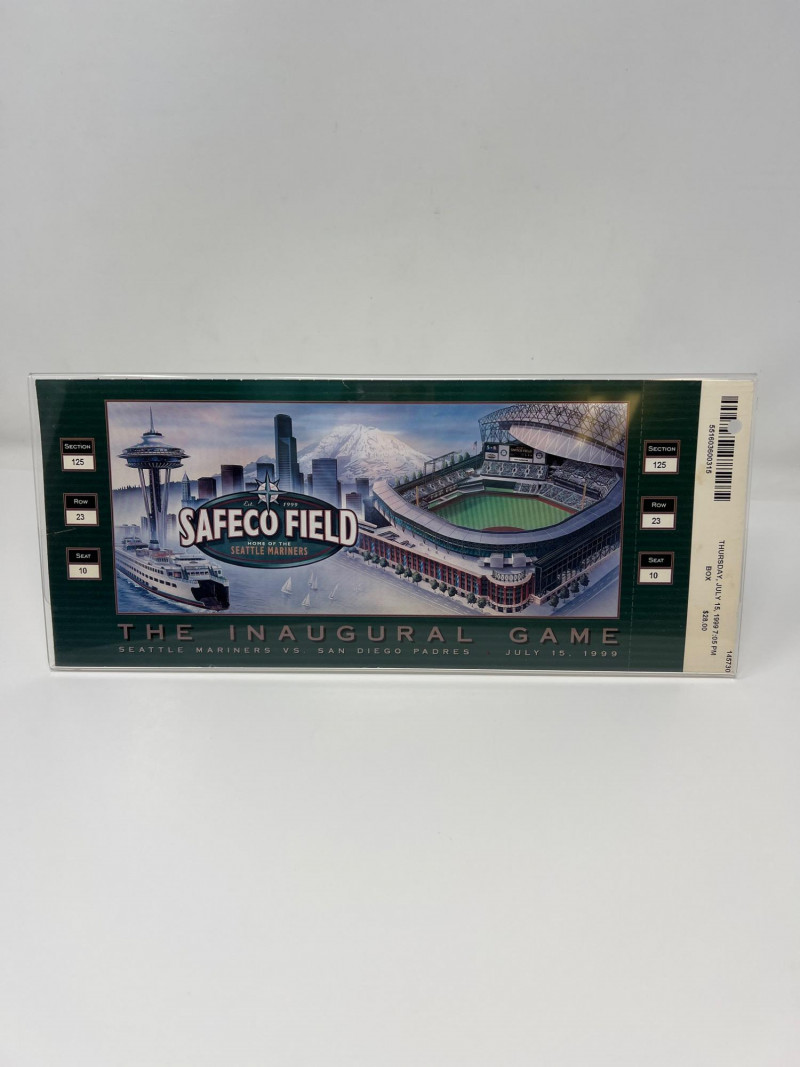 SECTION
125
ROW
23
SEAT
10
Est. 1999
SAFECO FIELD
HOME OF THE
SEATTLE MARINERS
THE INAUGURAL GAME
SEATTLE MARINERS VS. SAN DIEGO PADRES JULY 15, 1999
SECTION
125
ROW
23
SEAT
10
551603600315
THURSDAY, JULY 15, 1999 7:05 PM
BOX $28.00
145730